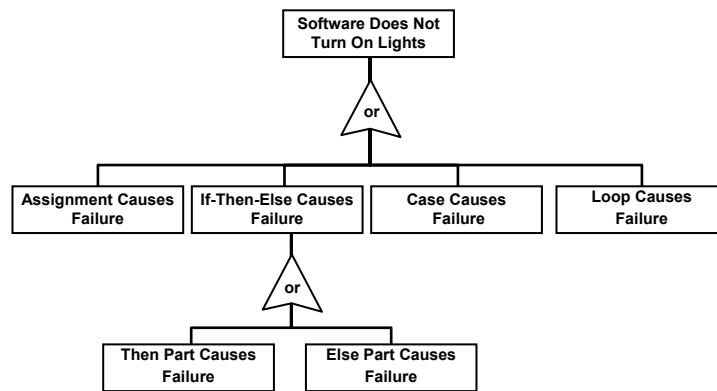 Software Does Not
Turn On Lights
or
Assignment Causes
Failure
If-Then-Else Causes
Failure
Case Causes
Failure
Loop Causes
Failure
or
Then Part Causes
Failure
Else Part Causes
Failure